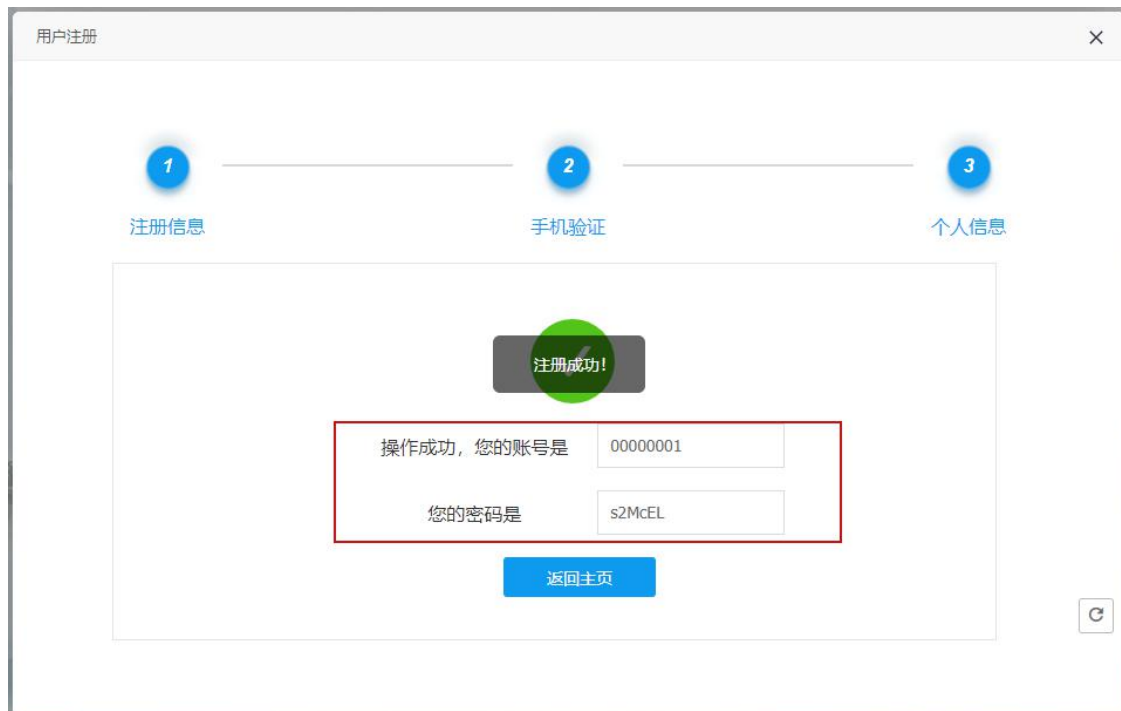 用户注册
1
2
3
注册信息
手机验证
个人信息
注册成功!
操作成功，您的账号是 00000001
您的密码是 s2McEL
返回主页